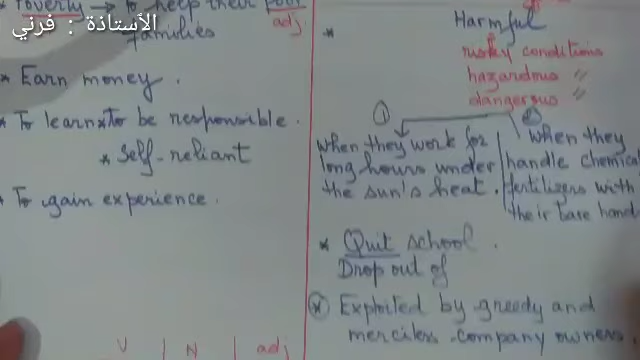 الأستاذة : فرني
* Poverty → To help their poor
adj
families
* Earn money.
* To learn * to be responsible.
* self-reliant
* To gain experience.
V | N | adj
*
Harmful
risky conditions
hazardous //
dangerous //
① ②
when they work for
long hours under
the sun's heat.
when they
handle chemical
fertilizers with
their bare hand
* Quit school.
Drop out of
* Exploited by greedy and
merciless company owners.